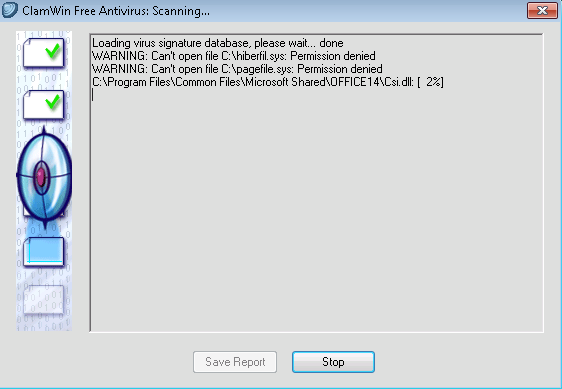 ClamWin Free Antivirus: Scanning...
Loading virus signature database, please wait... done
WARNING: Can't open file C:\hiberfil.sys: Permission denied
WARNING: Can't open file C:\pagefile.sys: Permission denied
C:\Program Files\Common Files\Microsoft Shared\OFFICE14\Csi.dll: [  2%]
Save Report
Stop